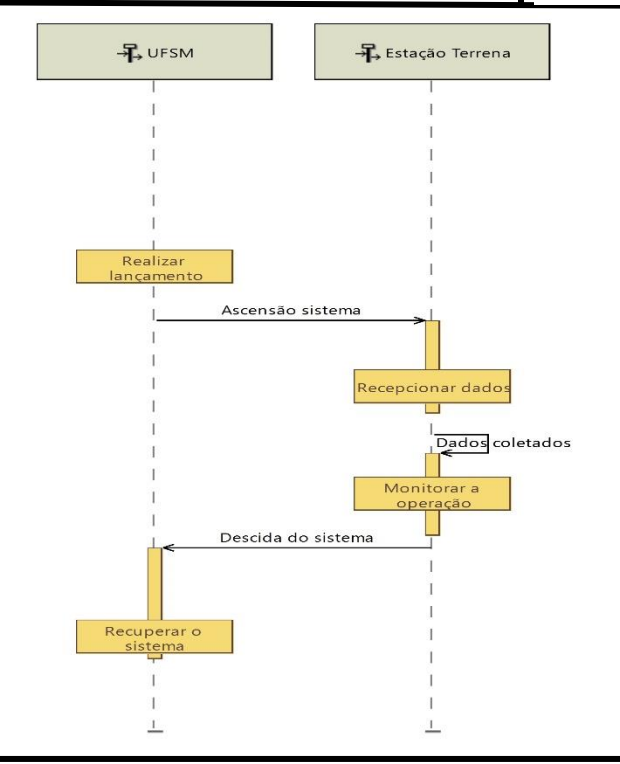 UFSM
Estação Terrena
Realizar
lançamento
Ascensão sistema
Recepcionar dados
Dados coletados
Monitorar a
operação
Descida do sistema
Recuperar o
sistema